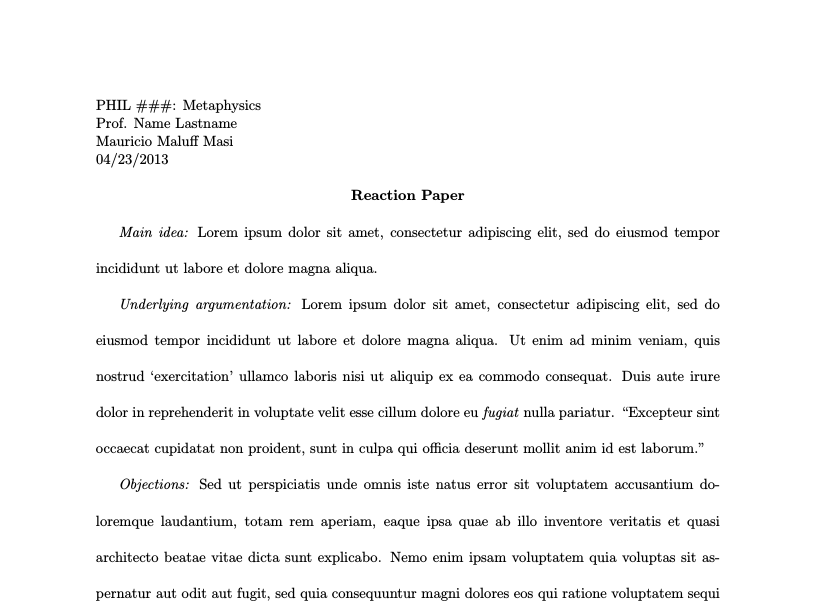 PHIL ###: Metaphysics
Prof. Name Lastname
Mauricio Maluff Masi
04/23/2013
Reaction Paper
Main idea: Lorem ipsum dolor sit amet, consectetur adipiscing elit, sed do eiusmod tempor
incididunt ut labore et dolore magna aliqua.
Underlying argumentation: Lorem ipsum dolor sit amet, consectetur adipiscing elit, sed do
eiusmod tempor incididunt ut labore et dolore magna aliqua. Ut enim ad minim veniam, quis
nostrud ‘exercitation’ ullamco laboris nisi ut aliquip ex ea commodo consequat. Duis aute irure
dolor in reprehenderit in voluptate velit esse cillum dolore eu fugiat nulla pariatur. “Excepteur sint
occaecat cupidatat non proident, sunt in culpa qui officia deserunt mollit anim id est laborum.”
Objections: Sed ut perspiciatis unde omnis iste natus error sit voluptatem accusantium do-
loremque laudantium, totam rem aperiam, eaque ipsa quae ab illo inventore veritatis et quasi
architecto beatae vitae dicta sunt explicabo. Nemo enim ipsam voluptatem quia voluptas sit as-
pernatur aut odit aut fugit, sed quia consequuntur magni dolores eos qui ratione voluptatem sequi